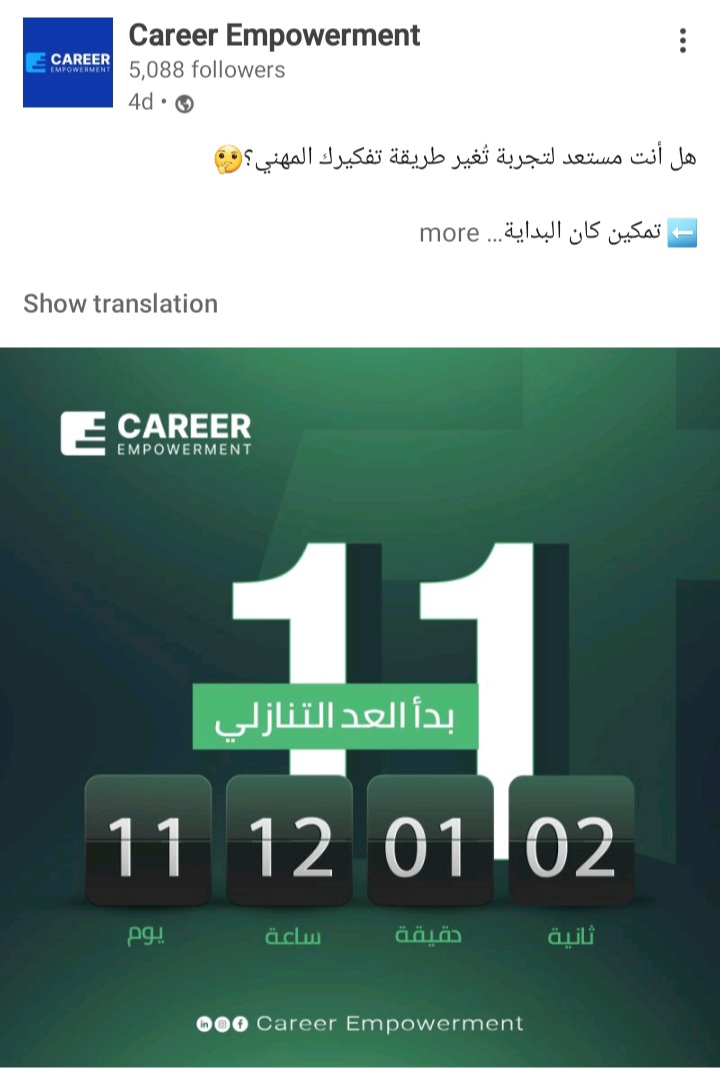 Career Empowerment
5,088 followers
4d •
هل أنت مستعد لتجربة تُغير طريقة تفكيرك المهني؟🤔
⬅️ تمكين كان البداية... more
Show translation
CAREER
EMPOWERMENT
CAREER
EMPOWERMENT
11
بدأ العد التنازلي
11 12 01 02
يوم ساعة دقيقة ثانية
in f Career Empowerment